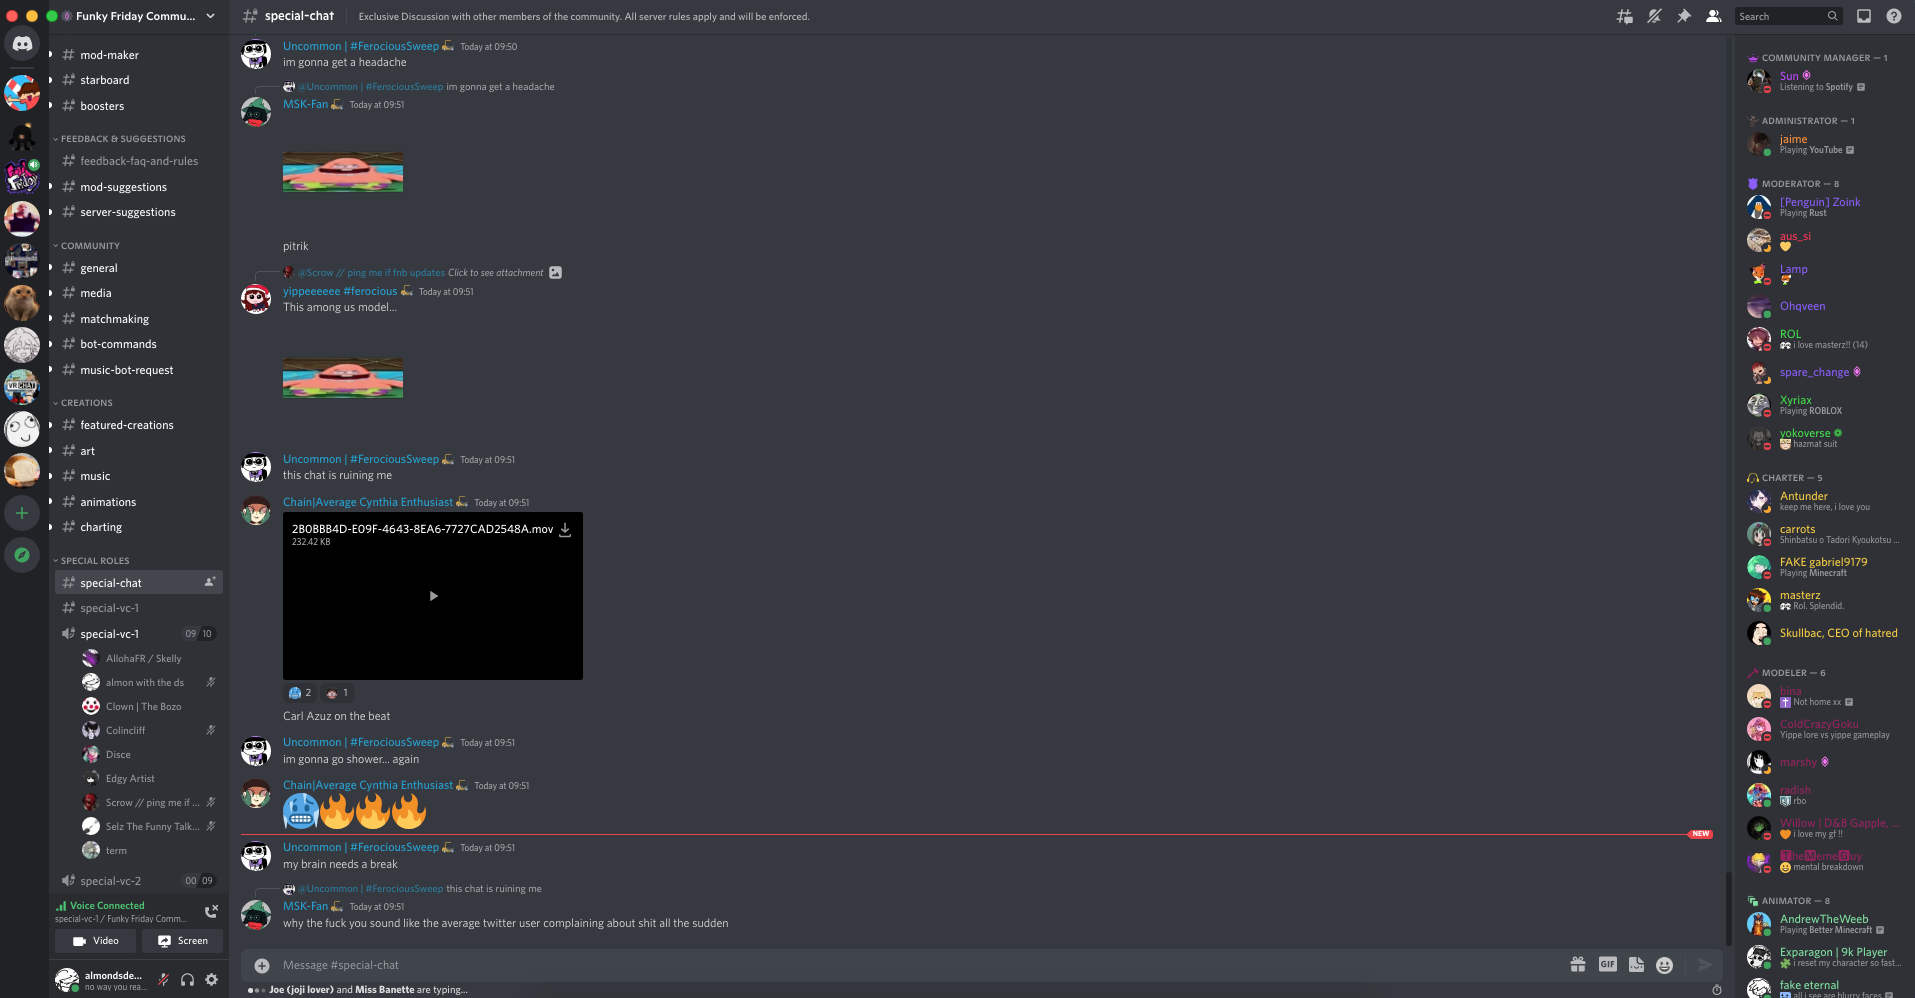 Funky Friday Commu...
mod-maker
starboard
boosters
FEEDBACK & SUGGESTIONS
feedback-faq-and-rules
mod-suggestions
server-suggestions
COMMUNITY
general
media
matchmaking
bot-commands
music-bot-request
CREATIONS
featured-creations
art
music
animations
charting
SPECIAL ROLES
special-chat
special-vc-1
special-vc-1 09 10
AllohaFR / Skelly
almon with the ds
Clown | The Bozo
Colincliff
Disce
Edgy Artist
Scrow // ping me if ...
Selz The Funny Talk...
term
special-vc-2 00 09
Voice Connected
special-vc-1 / Funky Friday Comm...
Video Screen
almondsde...
no way you rea...
special-chat Exclusive Discussion with other members of the community. All server rules apply and will be enforced.
Search
Uncommon | #FerociousSweep Today at 09:50
im gonna get a headache
@Uncommon | #FerociousSweep im gonna get a headache
MSK-Fan Today at 09:51
pitrik
@Scrow // ping me if fnb updates Click to see attachment
yippeeeeee #ferocious Today at 09:51
This among us model...
Uncommon | #FerociousSweep Today at 09:51
this chat is ruining me
Chain|Average Cynthia Enthusiast Today at 09:51
2B0BBB4D-E09F-4643-8EA6-7727CAD2548A.mov
232.42 KB
2 1
Carl Azuz on the beat
Uncommon | #FerociousSweep Today at 09:51
im gonna go shower... again
Chain|Average Cynthia Enthusiast Today at 09:51
NEW
Uncommon | #FerociousSweep Today at 09:51
my brain needs a break
@Uncommon | #FerociousSweep this chat is ruining me
MSK-Fan Today at 09:51
why the fuck you sound like the average twitter user complaining about shit all the sudden
Message #special-chat
GIF
Joe (joji lover) and Miss Banette are typing...
COMMUNITY MANAGER — 1
Sun
Listening to Spotify
ADMINISTRATOR — 1
jaime
Playing YouTube
MODERATOR — 8
[Penguin] Zoink
Playing Rust
aus_si
Lamp
Ohqveen
ROL
i love masterz!! (14)
spare_change
Xyriax
Playing ROBLOX
yokoverse
hazmat suit
CHARTER — 5
Antunder
keep me here, i love you
carrots
Shinbatsu o Tadori Kyoukotsu ...
FAKE gabriel9179
Playing Minecraft
masterz
Rol. Splendid.
Skullbac, CEO of hatred
MODELER — 6
bina
Not home xx
ColdCrazyGoku
Yippe lore vs yippe gameplay
marshy
radish
rbo
Willow | D&B Gapple, ...
i love my gf !!
TheMemeGuy
mental breakdown
ANIMATOR — 8
AndrewTheWeeb
Playing Better Minecraft
Exparagon | 9k Player
i reset my character so fast...
fake eternal
all i see are blurry faces